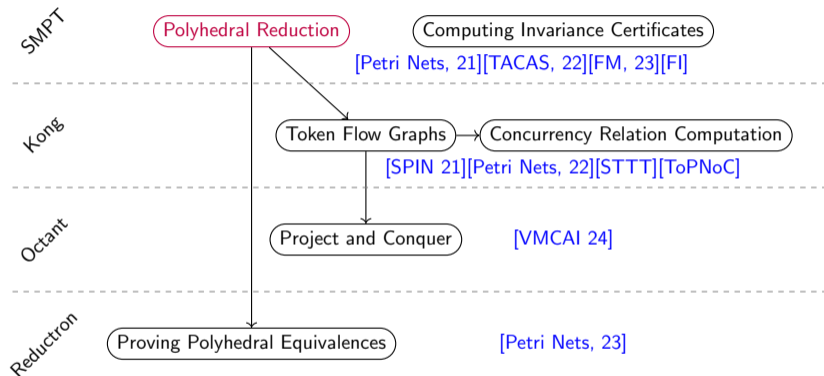 SMPT
Polyhedral Reduction
Computing Invariance Certificates
[Petri Nets, 21][TACAS, 22][FM, 23][FI]
Kong
Token Flow Graphs
Concurrency Relation Computation
[SPIN 21][Petri Nets, 22][STTT][ToPNoC]
Octant
Project and Conquer
[VMCAI 24]
Reductron
Proving Polyhedral Equivalences
[Petri Nets, 23]